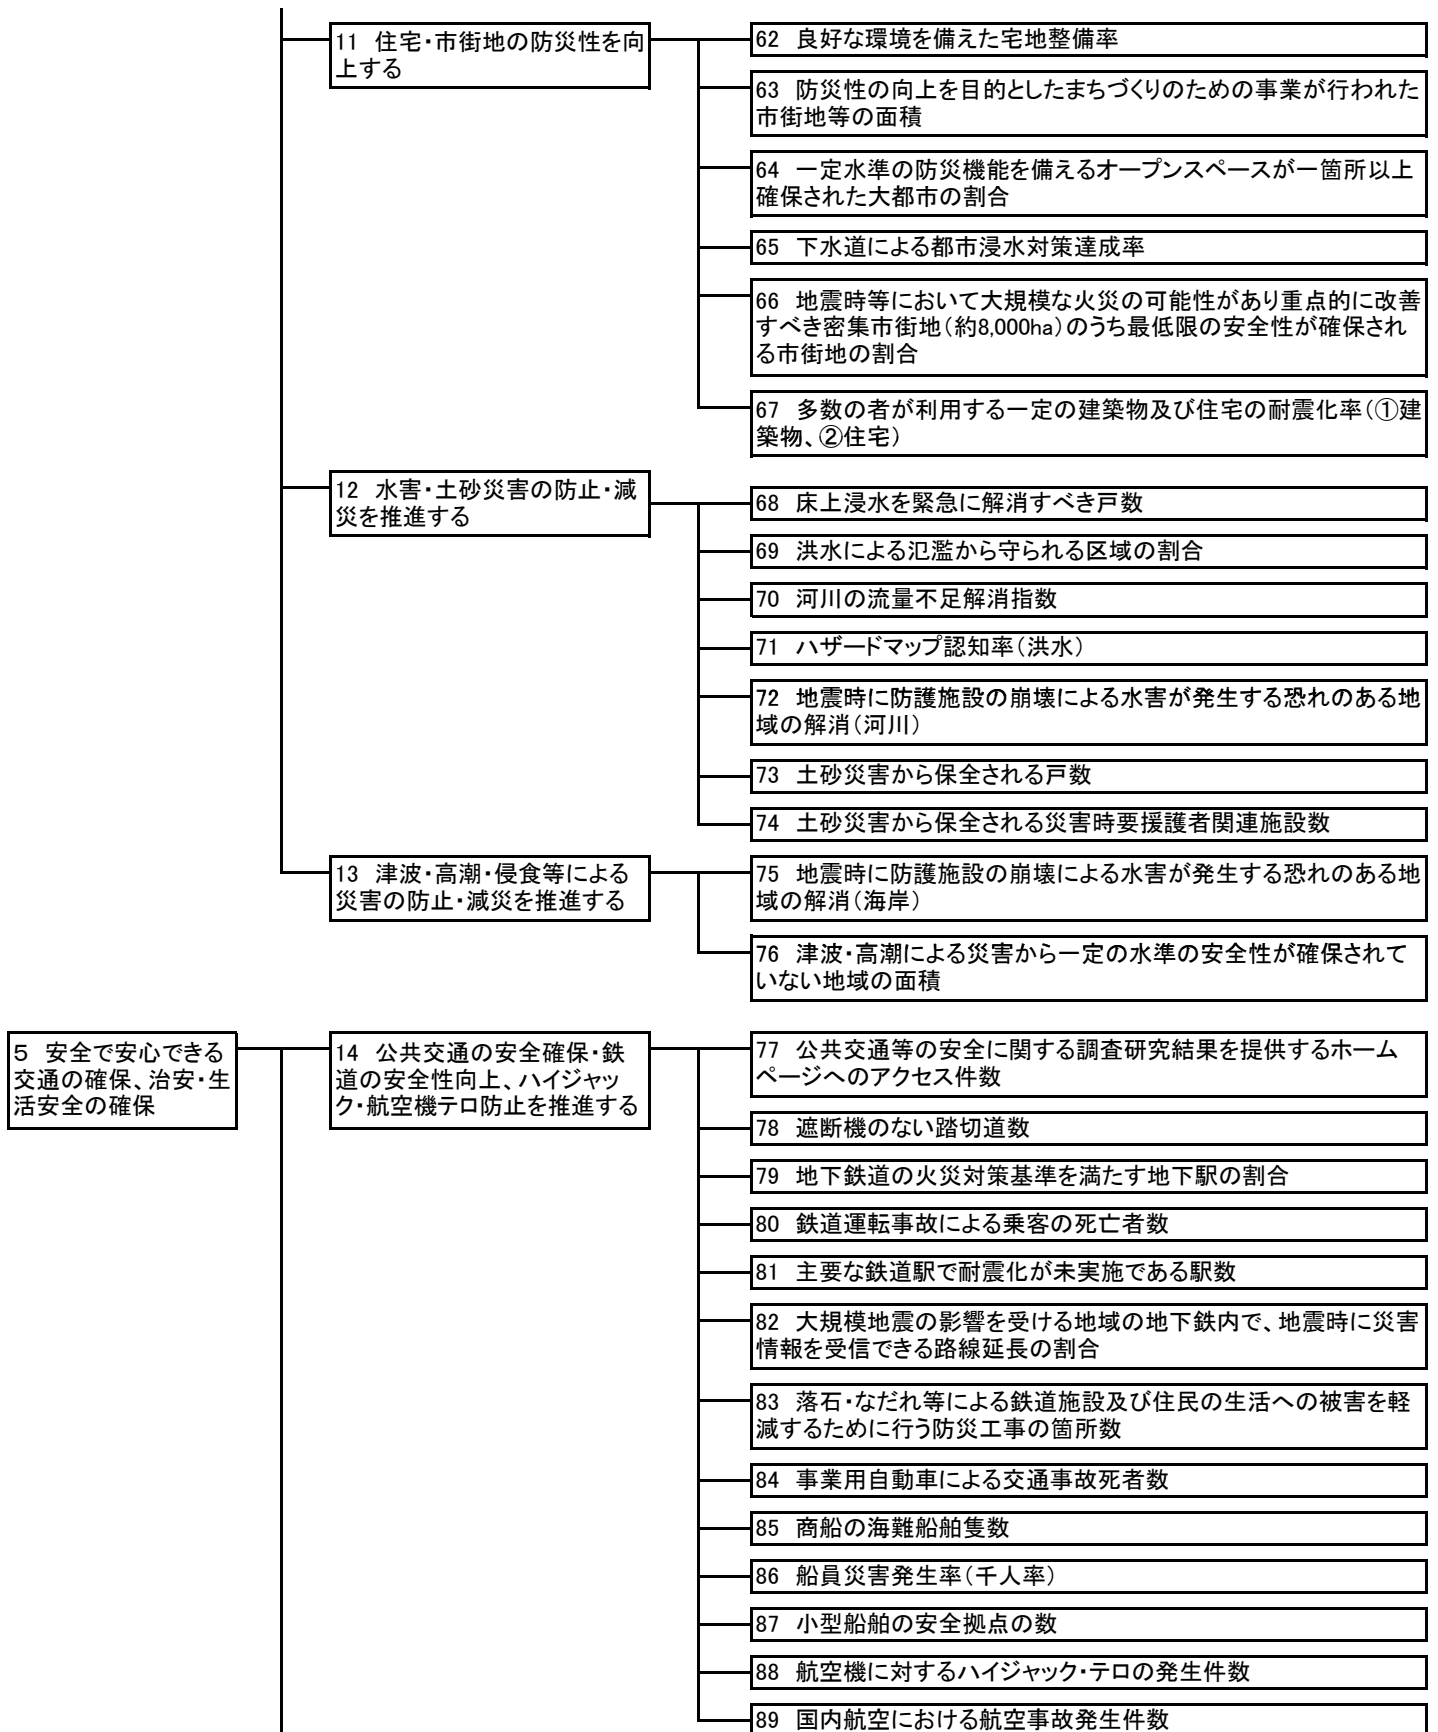 11　住宅・市街地の防災性を向
上する
62　良好な環境を備えた宅地整備率
63　防災性の向上を目的としたまちづくりのための事業が行われた
市街地等の面積
64　一定水準の防災機能を備えるオープンスペースが一箇所以上
確保された大都市の割合
65　下水道による都市浸水対策達成率
66　地震時等において大規模な火災の可能性があり重点的に改善
すべき密集市街地（約8,000ha）のうち最低限の安全性が確保され
る市街地の割合
67　多数の者が利用する一定の建築物及び住宅の耐震化率（①建
築物、②住宅）
12　水害・土砂災害の防止・減
災を推進する
68　床上浸水を緊急に解消すべき戸数
69　洪水による氾濫から守られる区域の割合
70　河川の流量不足解消指数
71　ハザードマップ認知率（洪水）
72　地震時に防護施設の崩壊による水害が発生する恐れのある地
域の解消（河川）
73　土砂災害から保全される戸数
74　土砂災害から保全される災害時要援護者関連施設数
13　津波・高潮・侵食等による
災害の防止・減災を推進する
75　地震時に防護施設の崩壊による水害が発生する恐れのある地
域の解消（海岸）
76　津波・高潮による災害から一定の水準の安全性が確保されて
いない地域の面積
５　安全で安心できる
交通の確保、治安・生
活安全の確保
14　公共交通の安全確保・鉄
道の安全性向上、ハイジャッ
ク・航空機テロ防止を推進する
77　公共交通等の安全に関する調査研究結果を提供するホーム
ページへのアクセス件数
78　遮断機のない踏切道数
79　地下鉄道の火災対策基準を満たす地下駅の割合
80　鉄道運転事故による乗客の死亡者数
81　主要な鉄道駅で耐震化が未実施である駅数
82　大規模地震の影響を受ける地域の地下鉄内で、地震時に災害
情報を受信できる路線延長の割合
83　落石・なだれ等による鉄道施設及び住民の生活への被害を軽
減するために行う防災工事の箇所数
84　事業用自動車による交通事故死者数
85　商船の海難船舶隻数
86　船員災害発生率（千人率）
87　小型船舶の安全拠点の数
88　航空機に対するハイジャック・テロの発生件数
89　国内航空における航空事故発生件数